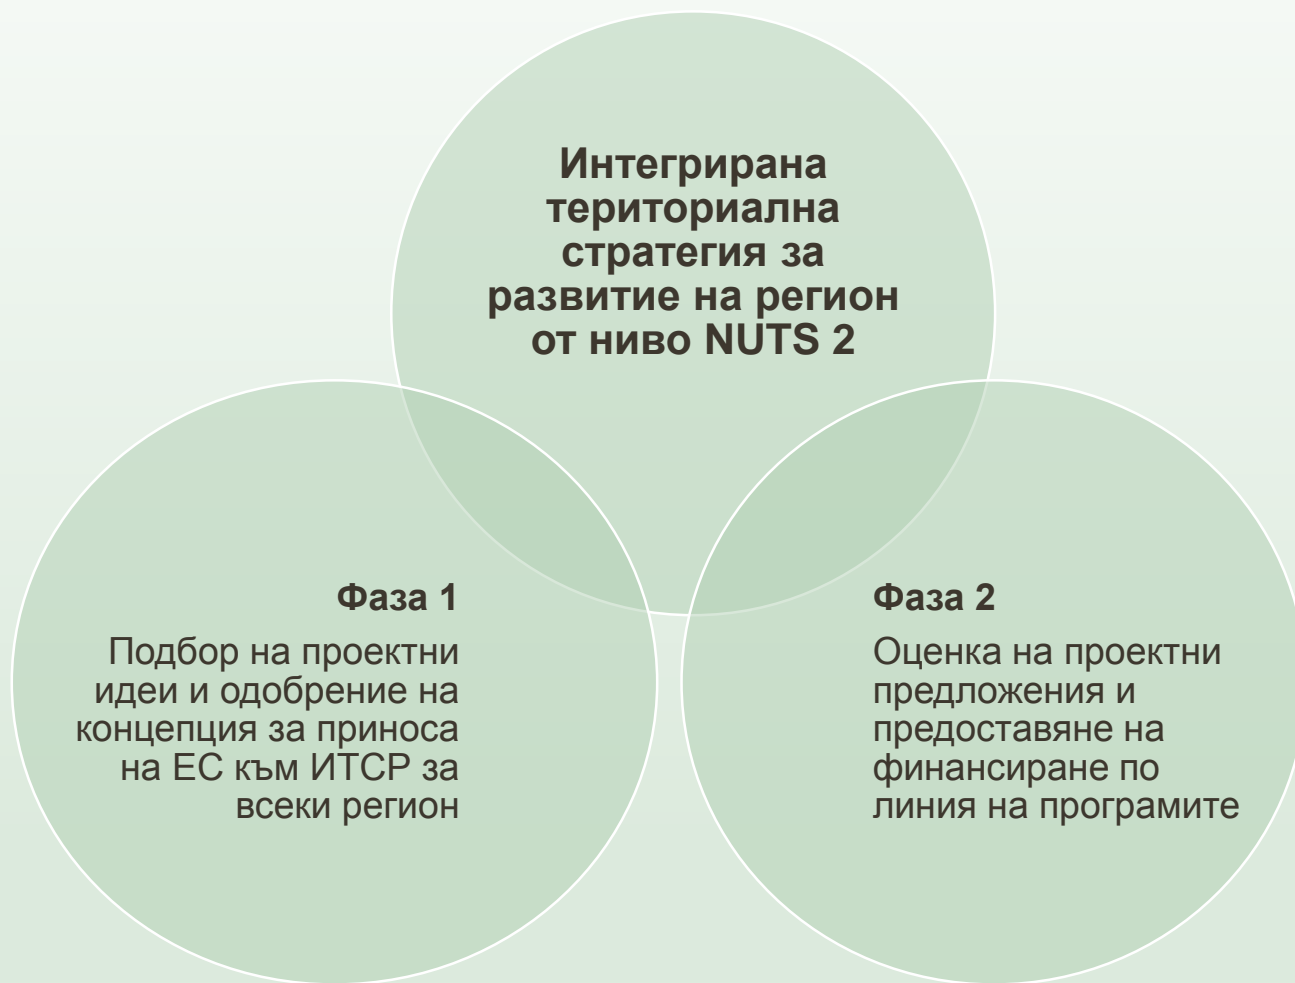 Интегрирана
териториална
стратегия за
развитие на регион
от ниво NUTS 2
Фаза 1
Подбор на проектни
идеи и одобрение на
концепция за приноса
на ЕС към ИТСР за
всеки регион
Фаза 2
Оценка на проектни
предложения и
предоставяне на
финансиране по
линия на програмите